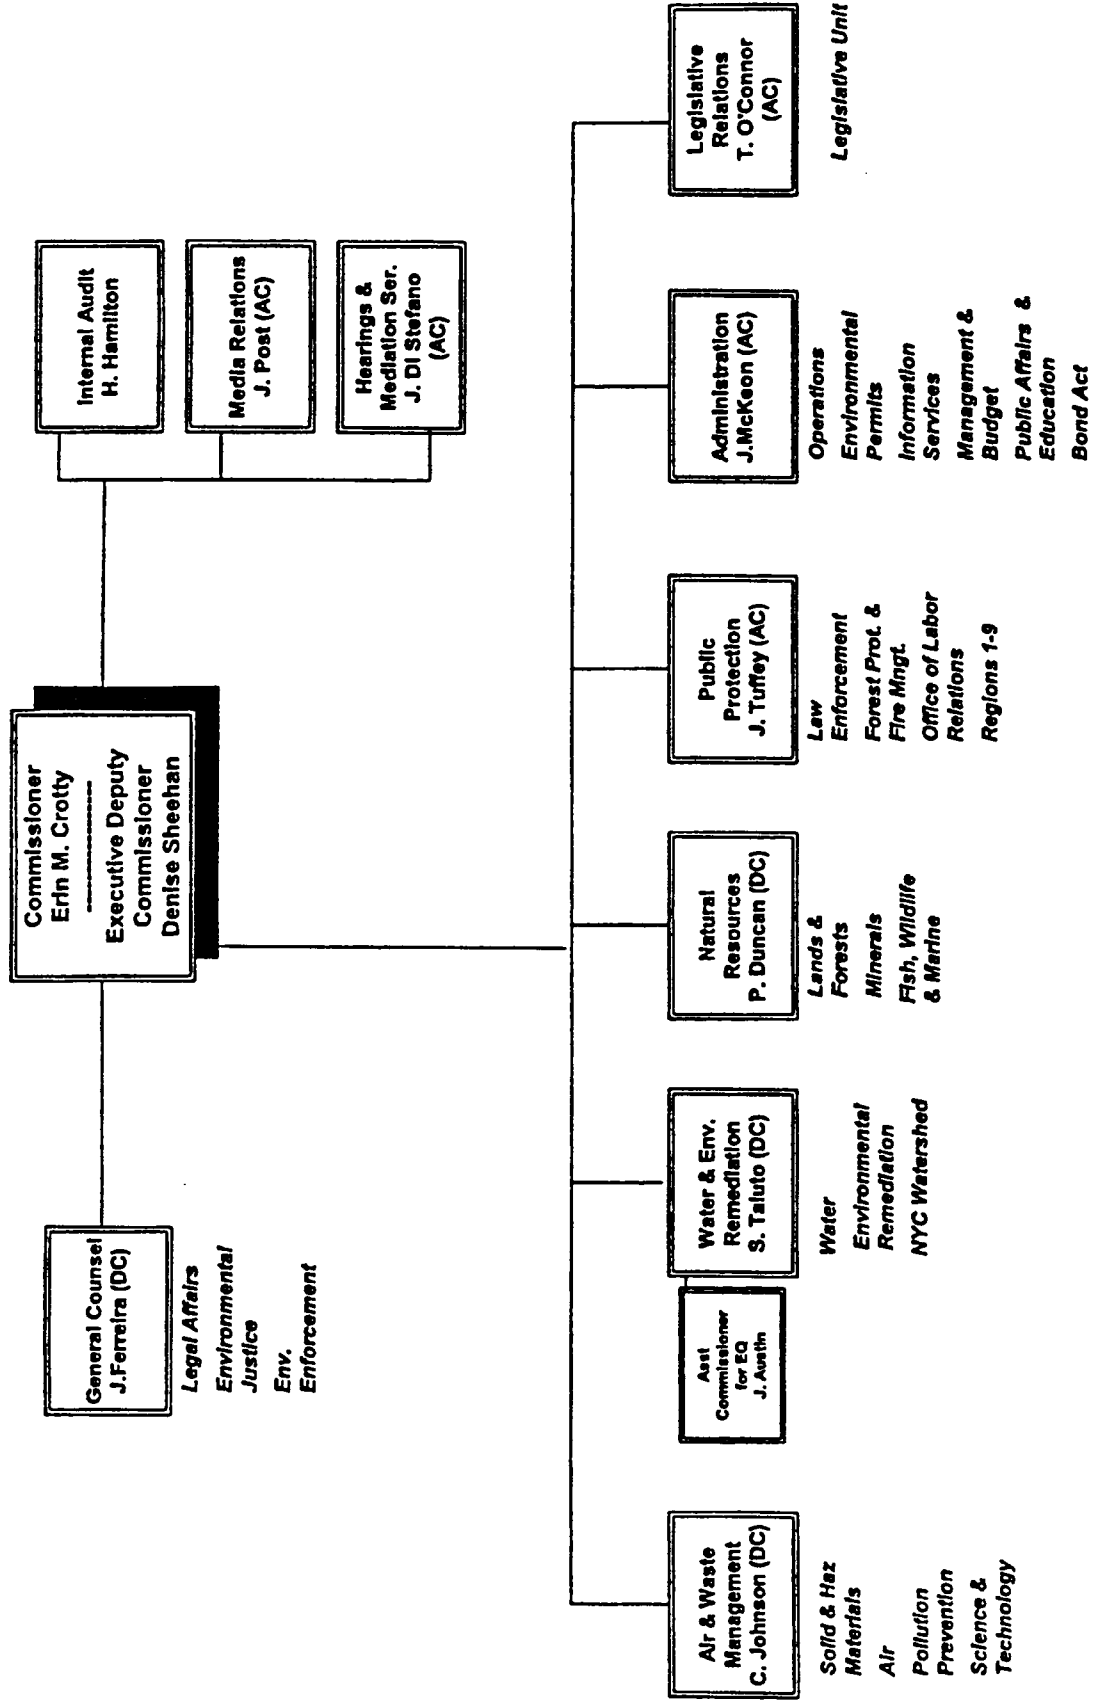 Commissioner
Erin M. Crotty
------------
Executive Deputy
Commissioner
Denise Sheehan
General Counsel
J.Ferreira (DC)
Legal Affairs
Environmental
Justice
Env.
Enforcement
Internal Audit
H. Hamilton
Media Relations
J. Post (AC)
Hearings &
Mediation Ser.
J. Di Stefano
(AC)
Air & Waste
Management
C. Johnson (DC)
Solid & Haz
Materials
Air
Pollution
Prevention
Science &
Technology
Asst
Commissioner
for EQ
J. Austin
Water & Env.
Remediation
S. Taluto (DC)
Water
Environmental
Remediation
NYC Watershed
Natural
Resources
P. Duncan (DC)
Lands &
Forests
Minerals
Fish, Wildlife
& Marine
Public
Protection
J. Tuffey (AC)
Law
Enforcement
Forest Prot. &
Fire Mngt.
Office of Labor
Relations
Regions 1-9
Administration
J.McKeon (AC)
Operations
Environmental
Permits
Information
Services
Management &
Budget
Public Affairs &
Education
Bond Act
Legislative
Relations
T. O'Connor
(AC)
Legislative Unit